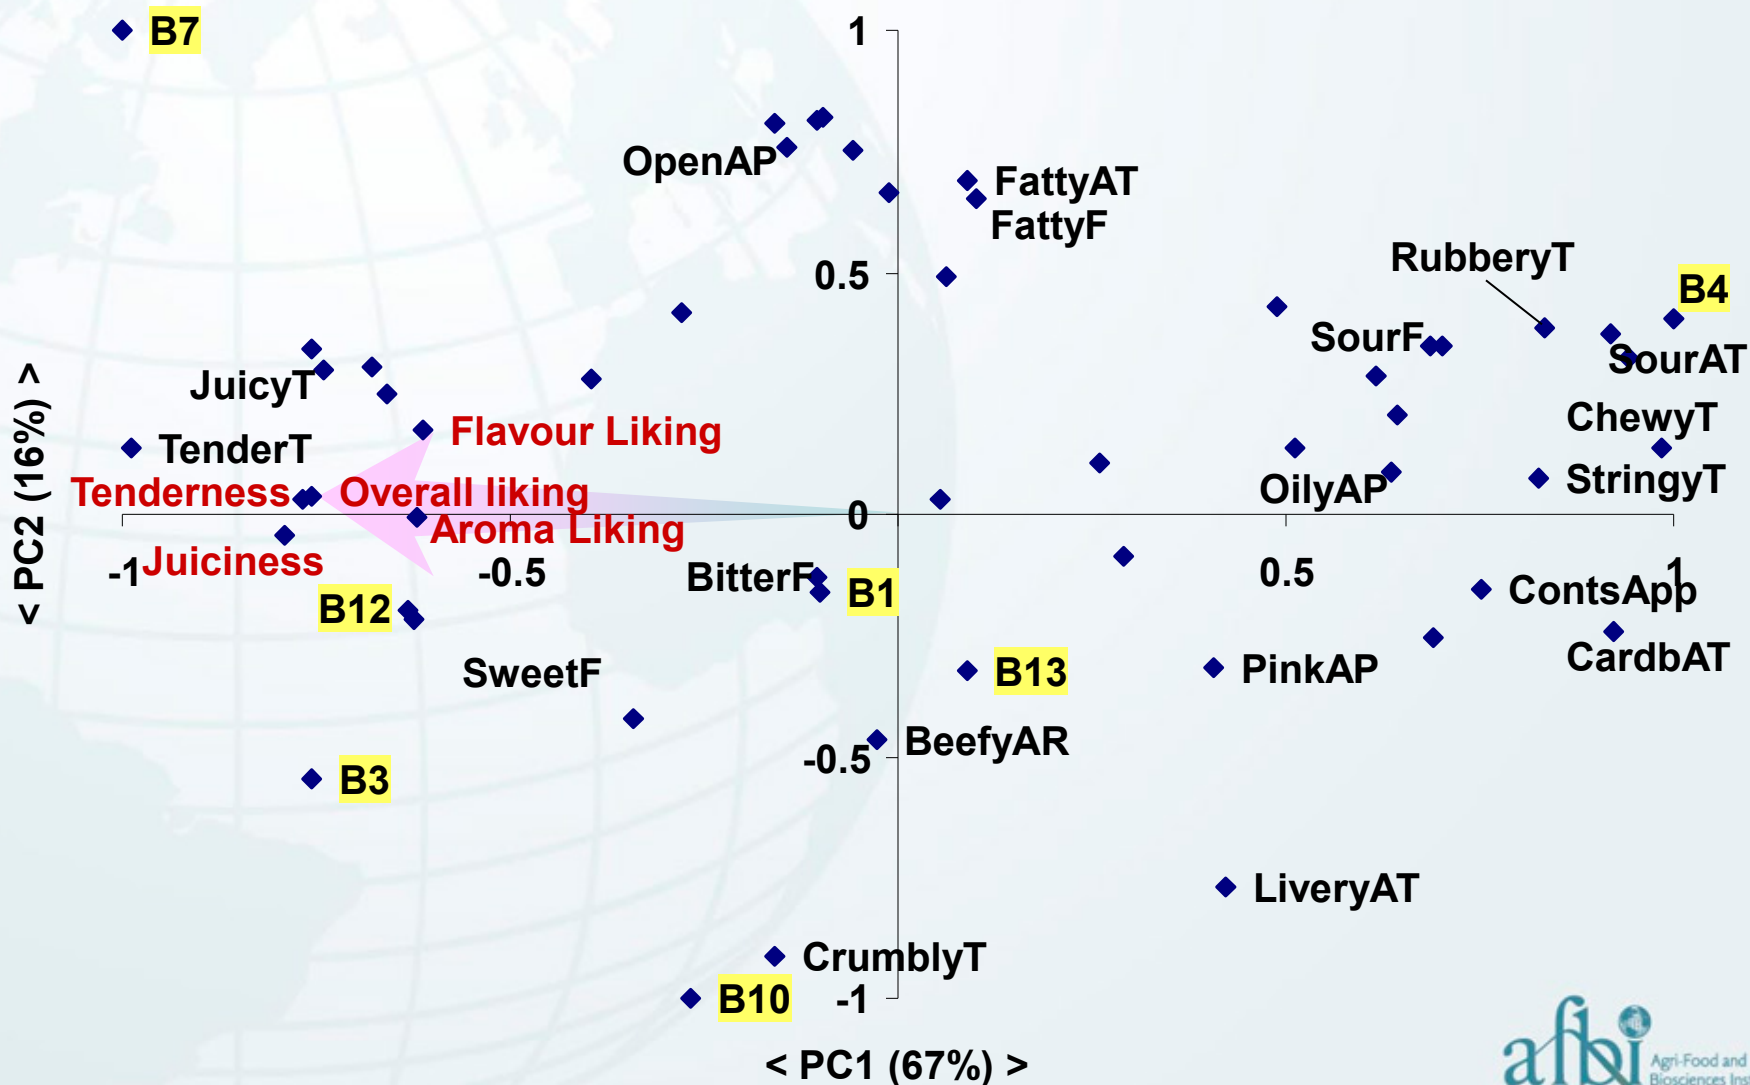 B7
1
OpenAP
FattyAT
FattyF
RubberyT
0.5
B4
SourF
SourAT
JuicyT
ChewyT
Flavour Liking
TenderT
StringyT
OilyAP
Tenderness
Overall liking
0
Aroma Liking
Juiciness
-1
-0.5
0.5
1
BitterF
B1
ContsApp
B12
CardbAT
SweetF
B13
PinkAP
BeefyAR
-0.5
B3
LiveryAT
CrumblyT
B10
-1
< PC1 (67%) >
< PC2 (16%) >
afbi
Agri-Food and
Biosciences